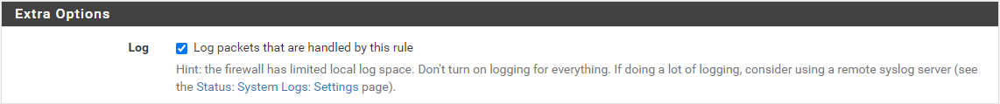 Extra Options
Log
Log packets that are handled by this rule
Hint: the firewall has limited local log space. Don't turn on logging for everything. If doing a lot of logging, consider using a remote syslog server (see
the Status: System Logs: Settings page).